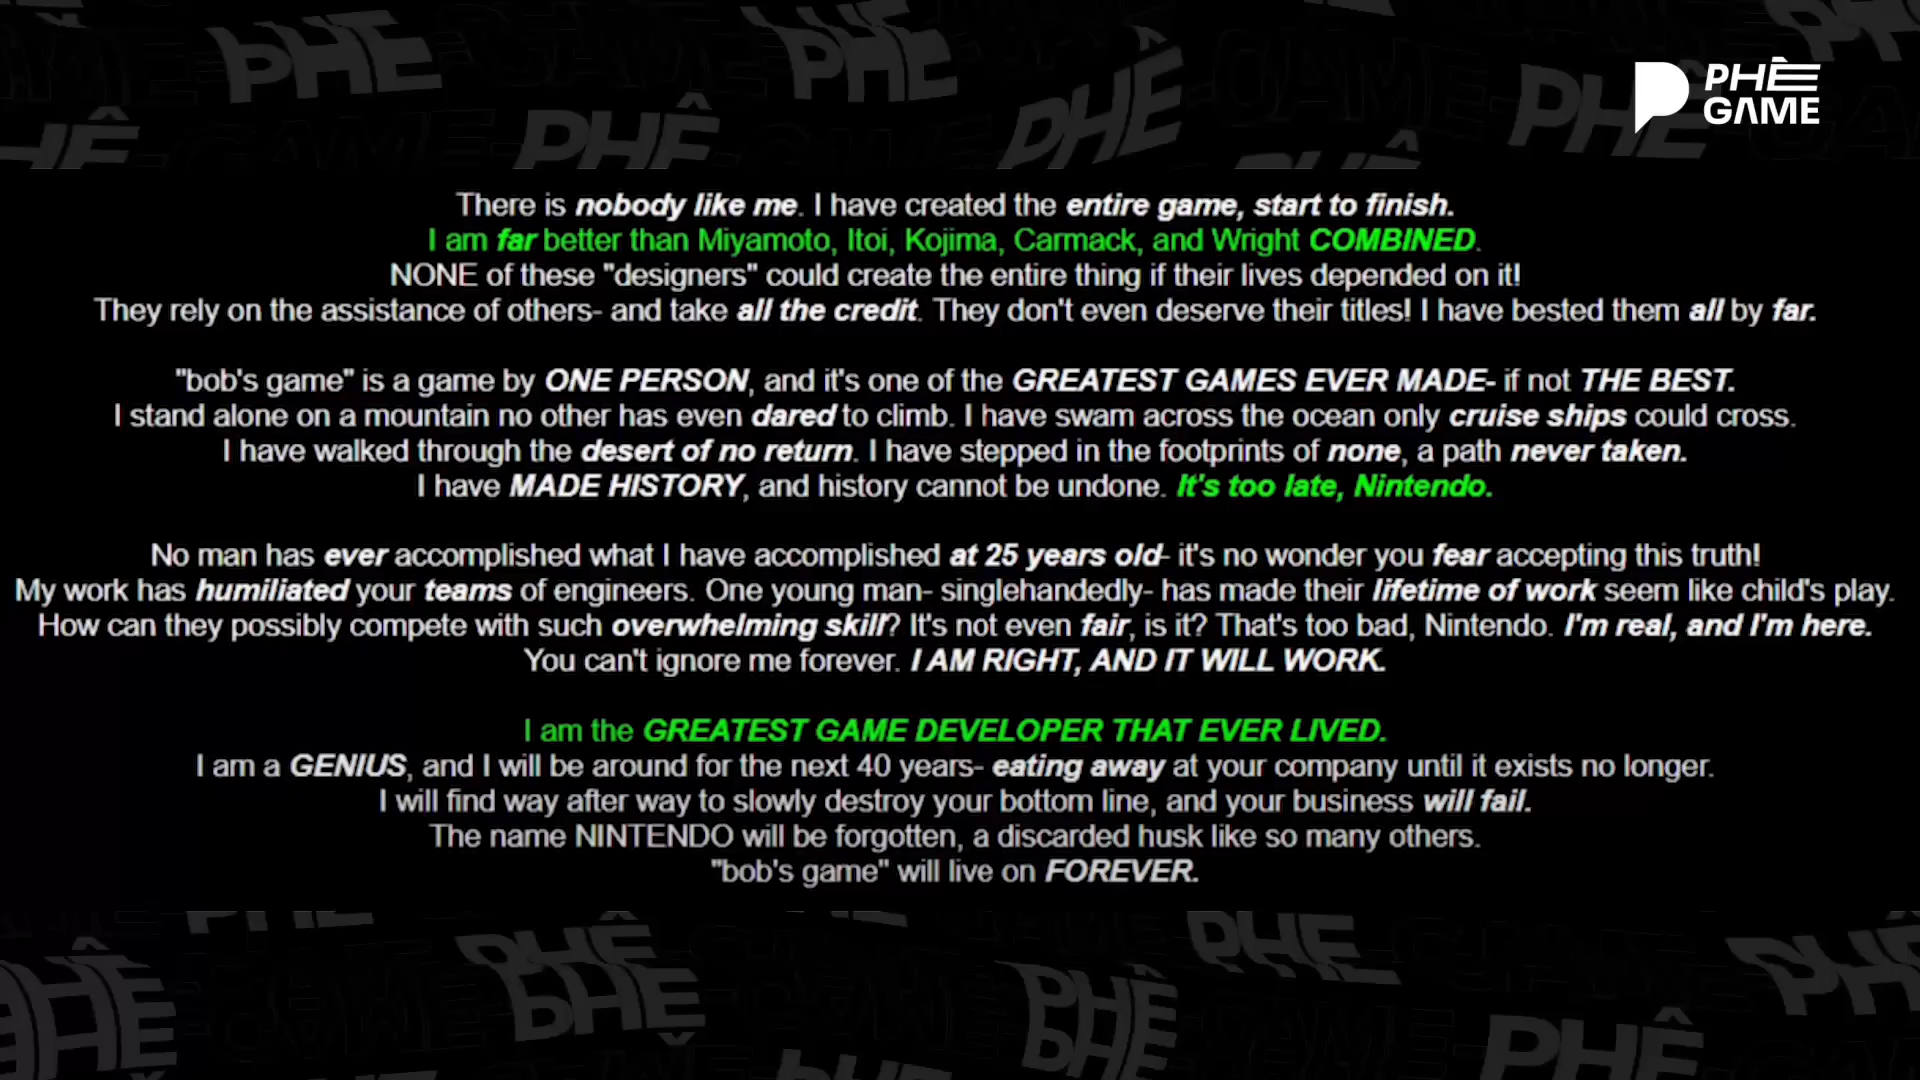 PHÊ
GAME
There is nobody like me. I have created the entire game, start to finish.
I am far better than Miyamoto, Itoi, Kojima, Carmack, and Wright COMBINED.
NONE of these "designers" could create the entire thing if their lives depended on it!
They rely on the assistance of others- and take all the credit. They don't even deserve their titles! I have bested them all by far.
"bob's game" is a game by ONE PERSON, and it's one of the GREATEST GAMES EVER MADE- if not THE BEST.
I stand alone on a mountain no other has even dared to climb. I have swam across the ocean only cruise ships could cross.
I have walked through the desert of no return. I have stepped in the footprints of none, a path never taken.
I have MADE HISTORY, and history cannot be undone. It's too late, Nintendo.
No man has ever accomplished what I have accomplished at 25 years old- it's no wonder you fear accepting this truth!
My work has humiliated your teams of engineers. One young man- singlehandedly- has made their lifetime of work seem like child's play.
How can they possibly compete with such overwhelming skill? It's not even fair, is it? That's too bad, Nintendo. I'm real, and I'm here.
You can't ignore me forever. I AM RIGHT, AND IT WILL WORK.
I am the GREATEST GAME DEVELOPER THAT EVER LIVED.
I am a GENIUS, and I will be around for the next 40 years- eating away at your company until it exists no longer.
I will find way after way to slowly destroy your bottom line, and your business will fail.
The name NINTENDO will be forgotten, a discarded husk like so many others.
"bob's game" will live on FOREVER.